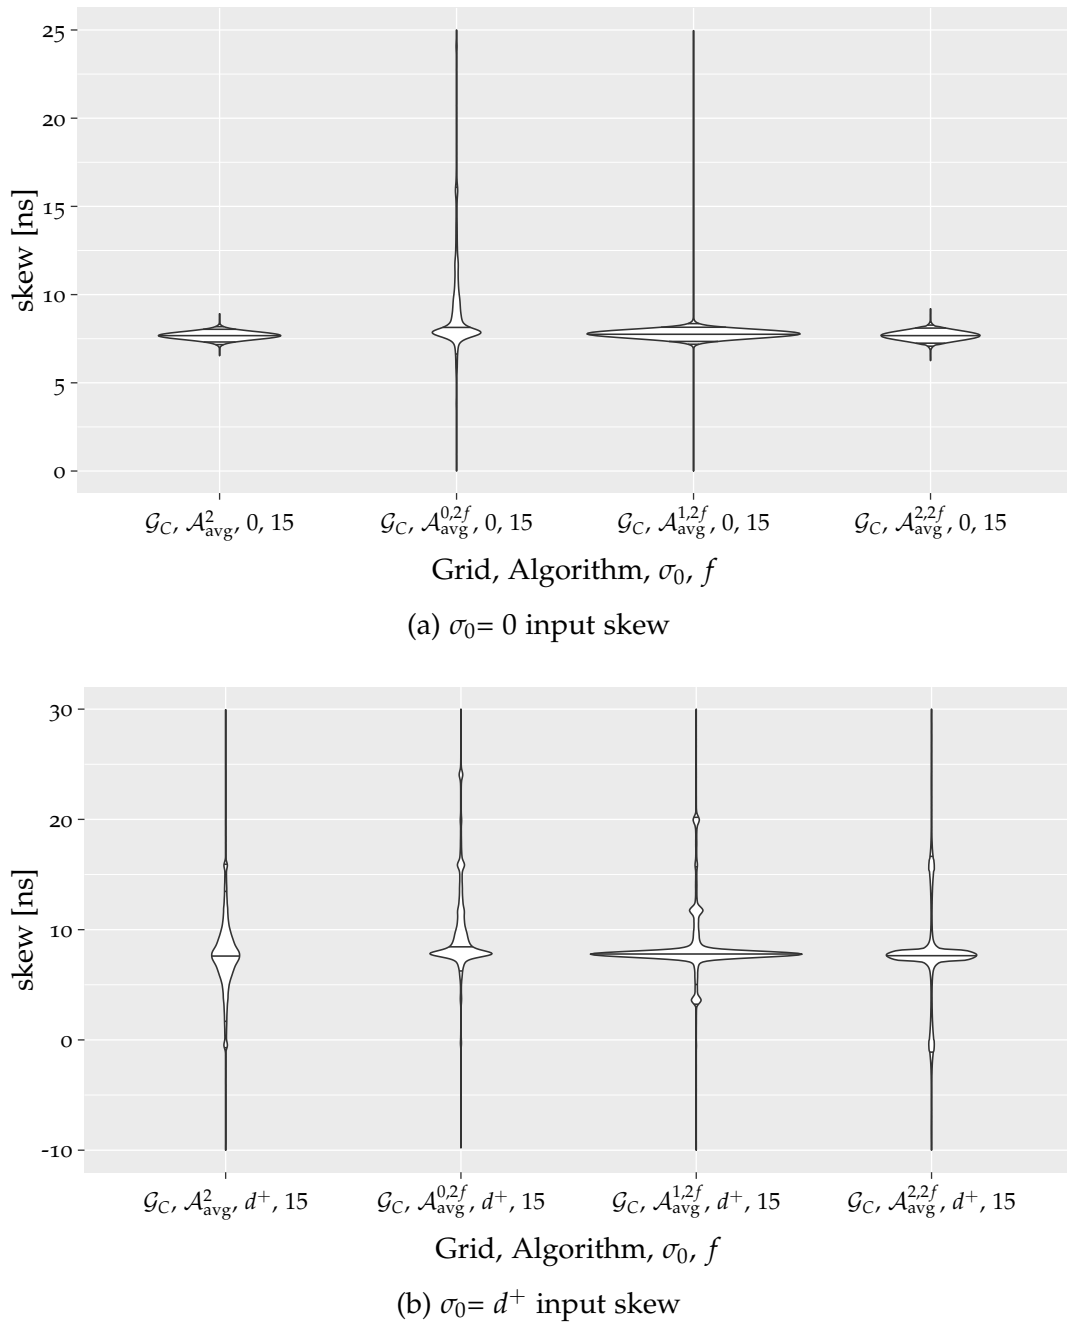 25
20
15
10
5
0
skew [ns]
𝒢_C, 𝒜²_avg, 0, 15 𝒢_C, 𝒜^{0,2f}_avg, 0, 15 𝒢_C, 𝒜^{1,2f}_avg, 0, 15 𝒢_C, 𝒜^{2,2f}_avg, 0, 15
Grid, Algorithm, σ₀, f
(a) σ₀= 0 input skew
30
20
10
0
-10
skew [ns]
𝒢_C, 𝒜²_avg, d⁺, 15 𝒢_C, 𝒜^{0,2f}_avg, d⁺, 15 𝒢_C, 𝒜^{1,2f}_avg, d⁺, 15 𝒢_C, 𝒜^{2,2f}_avg, d⁺, 15
Grid, Algorithm, σ₀, f
(b) σ₀= d⁺ input skew